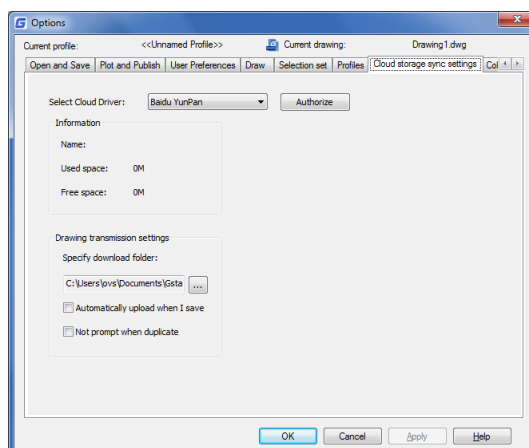 Options
Current profile: <<Unnamed Profile>> Current drawing: Drawing1.dwg
Open and Save Plot and Publish User Preferences Draw Selection set Profiles Cloud storage sync settings Col
Select Cloud Driver: Baidu YunPan Authorize
Information
Name:
Used space: 0M
Free space: 0M
Drawing transmission settings
Specify download folder:
C:\Users\ovs\Documents\Gsta ...
Automatically upload when I save
Not prompt when duplicate
OK Cancel Apply Help